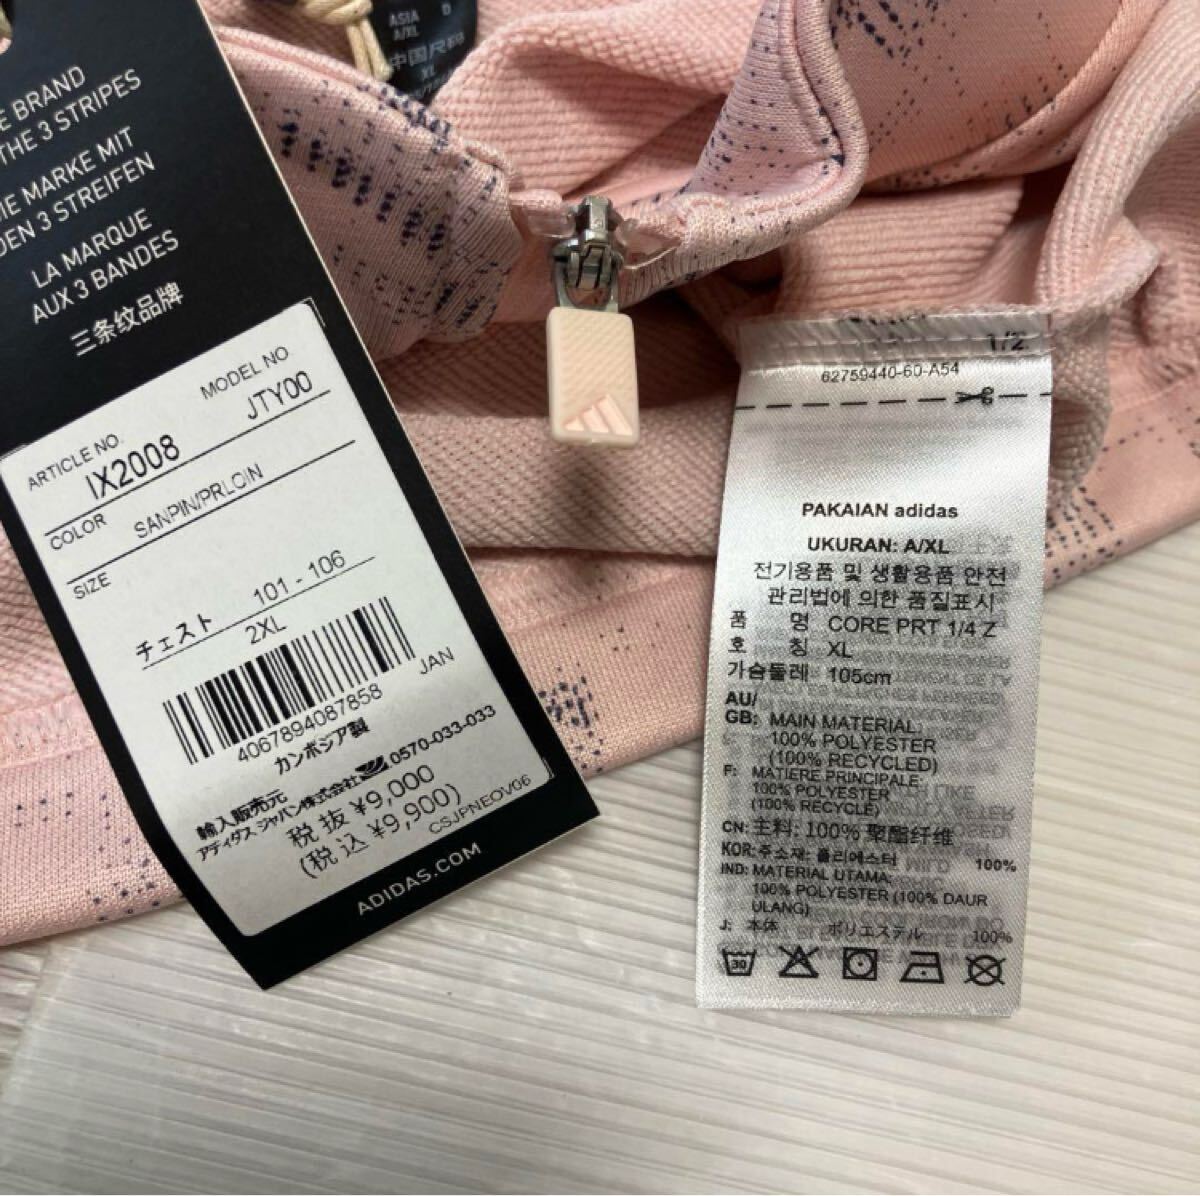 BRAND
THE 3 STRIPES
DIE MARKE MIT
DEN 3 STREIFEN
LA MARQUE
AUX 3 BANDES
三条纹品牌
ARTICLE NO.
MODEL NO
IX2008
JTY00
COLOR
SANPIN/PRLOIN
SIZE
チェスト 101 - 106
2XL
JAN
4067894087858
カンボジア製
輸入販売元
アディダス ジャパン株式会社 0570-033-033
税抜 ¥9,000
(税込 ¥9,900)
CSJPNEOV06
ADIDAS.COM
ASIA D
A/XL
中国尺码
XL
1/2
62759440-60-A54
PAKAIAN adidas
UKURAN: A/XL
전기용품 및 생활용품 안전
관리법에 의한 품질표시
품 명 CORE PRT 1/4 Z
호 칭 XL
가슴둘레 105cm
AU/
GB: MAIN MATERIAL:
100% POLYESTER
(100% RECYCLED)
F: MATIERE PRINCIPALE:
100% POLYESTER
(100% RECYCLE)
CN: 主料: 100% 聚酯纤维
KOR: 주소재: 폴리에스터 100%
IND: MATERIAL UTAMA:
100% POLYESTER (100% DAUR
ULANG)
J: 本体 ポリエステル 100%
30